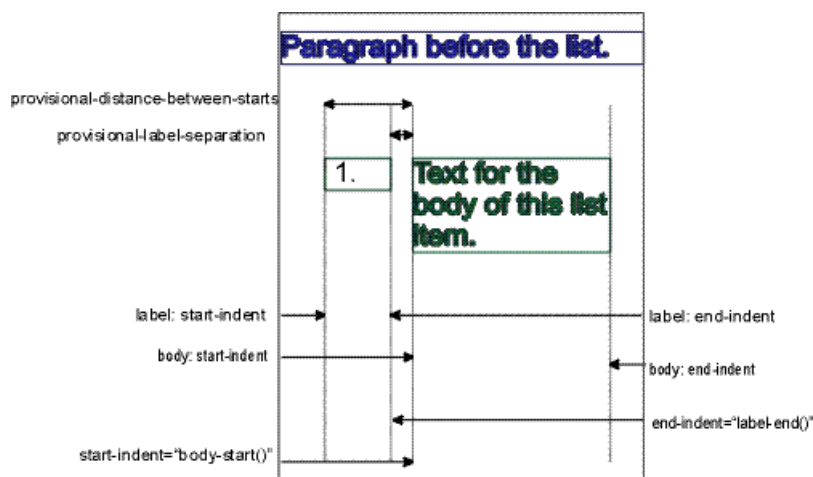 Paragraph before the list.
provisional-distance-between-starts
provisional-label-separation
1.
Text for the
body of this list
item.
label: start-indent
label: end-indent
body: start-indent
body: end-indent
end-indent="label-end()"
start-indent="body-start()"